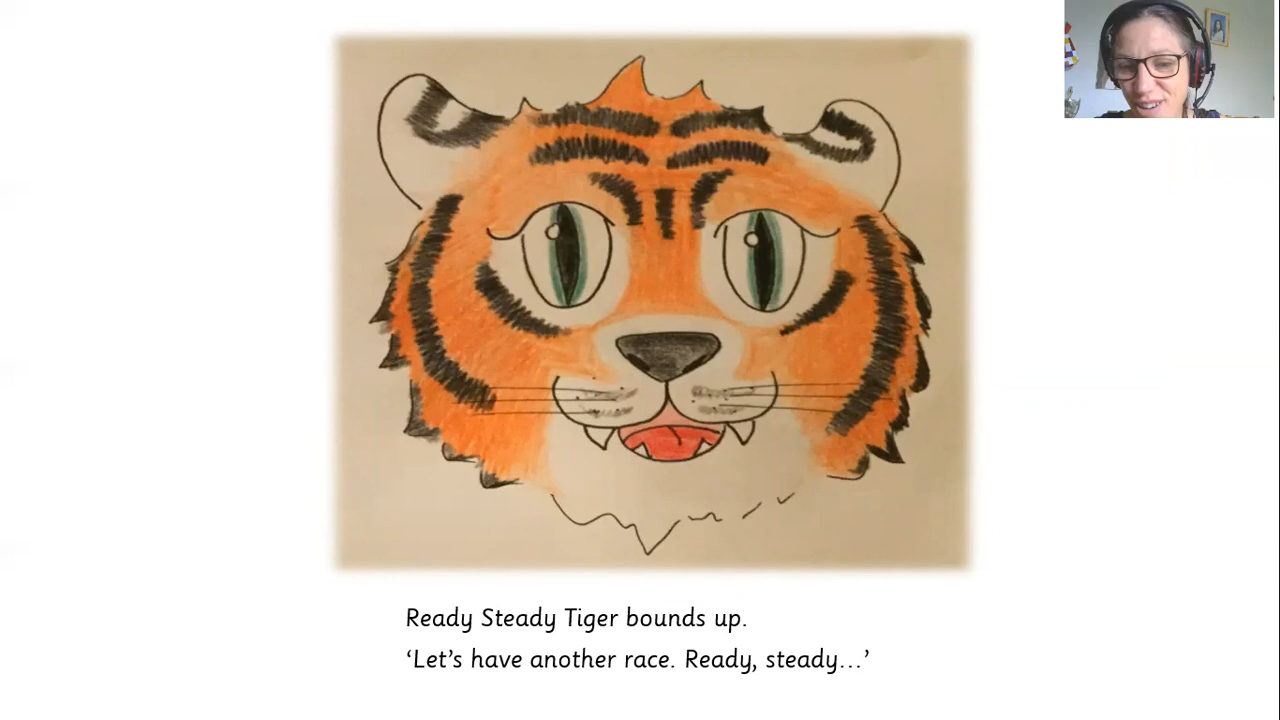 Ready Steady Tiger bounds up.
‘Let’s have another race. Ready, steady...’